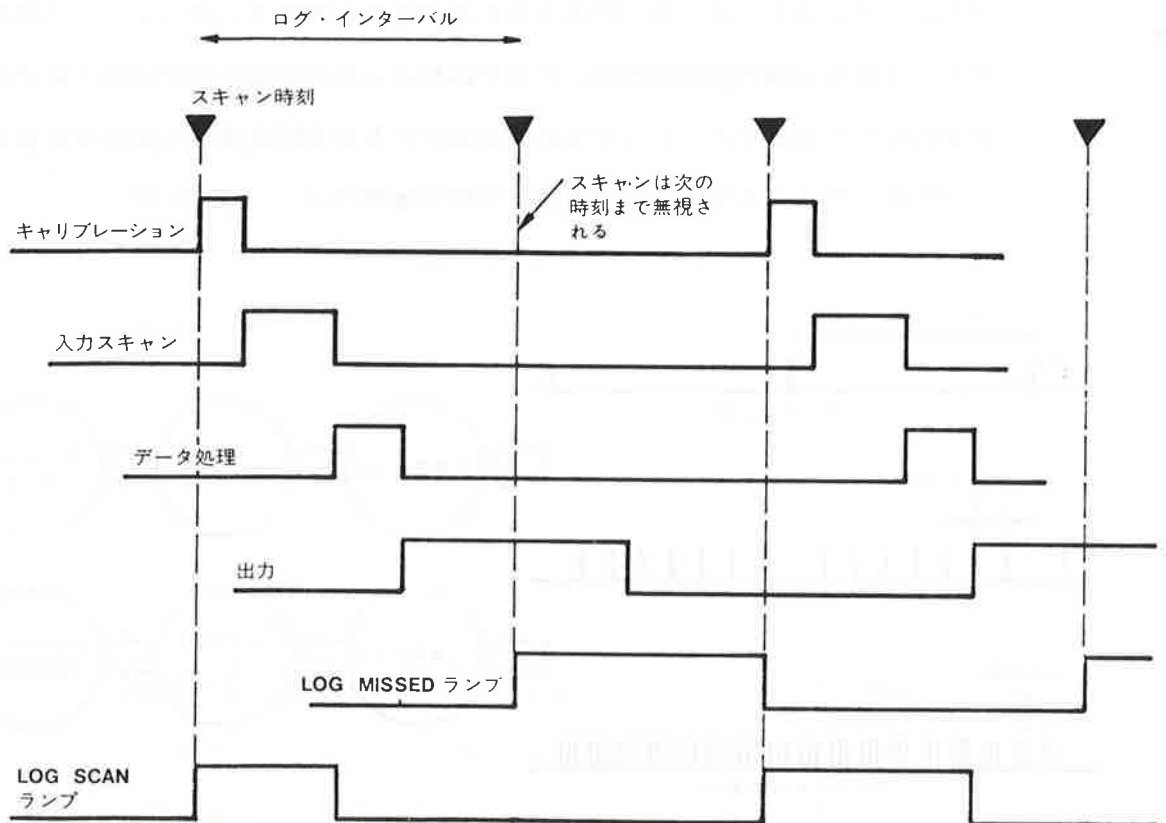 ログ・インターバル
スキャン時刻
スキャンは次の
時刻まで無視さ
れる
キャリブレーション
入力スキャン
データ処理
出力
LOG MISSED ランプ
LOG SCAN
ランプ